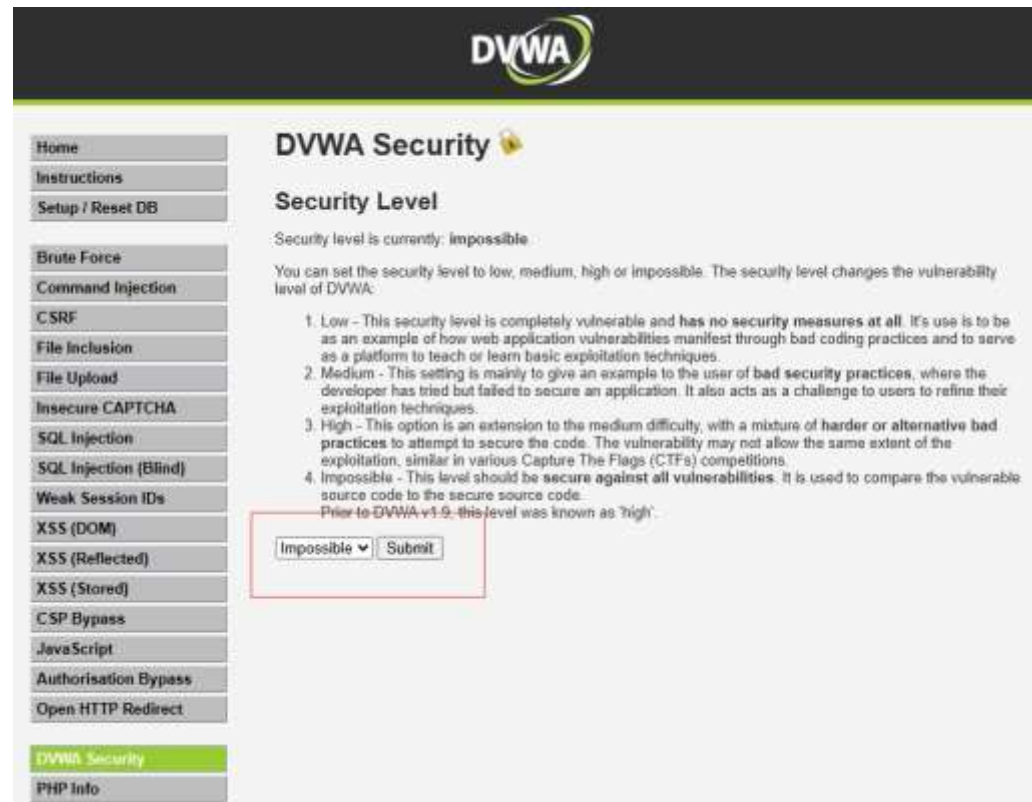 DVWA
Home
Instructions
Setup / Reset DB
Brute Force
Command Injection
CSRF
File Inclusion
File Upload
Insecure CAPTCHA
SQL Injection
SQL Injection (Blind)
Weak Session IDs
XSS (DOM)
XSS (Reflected)
XSS (Stored)
CSP Bypass
JavaScript
Authorisation Bypass
Open HTTP Redirect
DVWA Security
PHP Info
DVWA Security
Security Level
Security level is currently: impossible.
You can set the security level to low, medium, high or impossible. The security level changes the vulnerability
level of DVWA:
1. Low - This security level is completely vulnerable and has no security measures at all. It's use is to be
as an example of how web application vulnerabilities manifest through bad coding practices and to serve
as a platform to teach or learn basic exploitation techniques.
2. Medium - This setting is mainly to give an example to the user of bad security practices, where the
developer has tried but failed to secure an application. It also acts as a challenge to users to refine their
exploitation techniques.
3. High - This option is an extension to the medium difficulty, with a mixture of harder or alternative bad
practices to attempt to secure the code. The vulnerability may not allow the same extent of the
exploitation, similar in various Capture The Flags (CTFs) competitions.
4. Impossible - This level should be secure against all vulnerabilities. It is used to compare the vulnerable
source code to the secure source code.
Prior to DVWA v1.9, this level was known as 'high'.
Impossible Submit